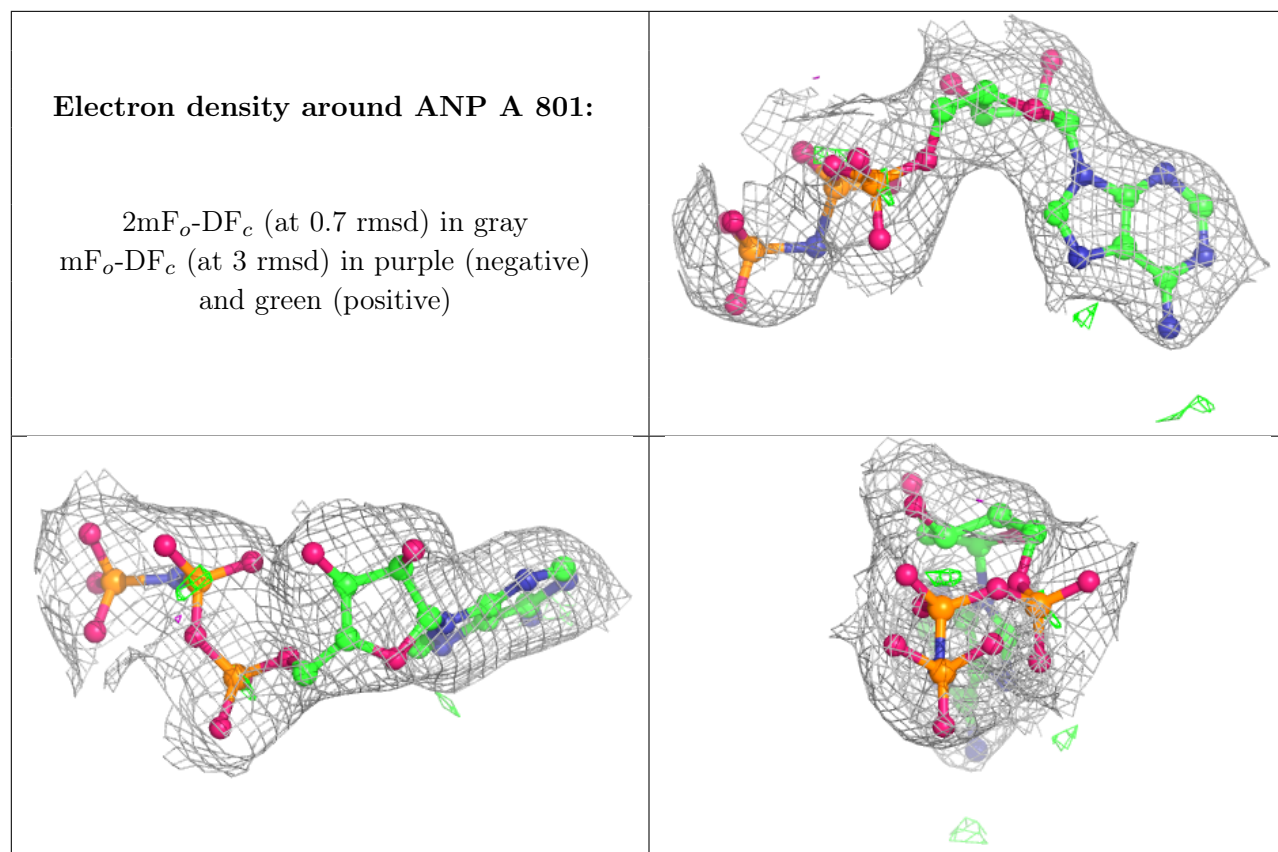 Electron density around ANP A 801:
2mFo-DFc (at 0.7 rmsd) in gray
mFo-DFc (at 3 rmsd) in purple (negative)
and green (positive)